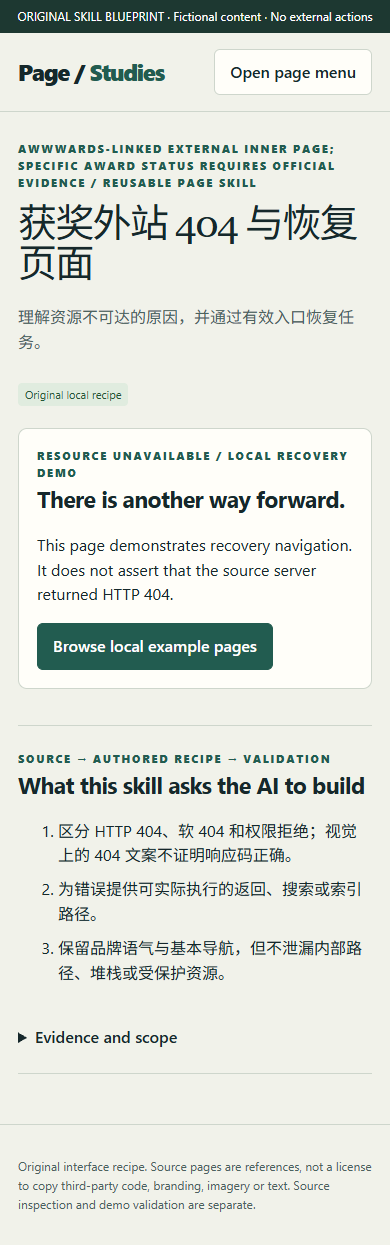 ORIGINAL SKILL BLUEPRINT · Fictional content · No external actions
Page / Studies
Open page menu
AWWWARDS-LINKED EXTERNAL INNER PAGE;
SPECIFIC AWARD STATUS REQUIRES OFFICIAL
EVIDENCE / REUSABLE PAGE SKILL
获奖外站 404 与恢复
页面
理解资源不可达的原因，并通过有效入口恢复任
务。
Original local recipe
RESOURCE UNAVAILABLE / LOCAL RECOVERY
DEMO
There is another way forward.
This page demonstrates recovery navigation.
It does not assert that the source server
returned HTTP 404.
Browse local example pages
SOURCE → AUTHORED RECIPE → VALIDATION
What this skill asks the AI to build
1. 区分 HTTP 404、软 404 和权限拒绝；视觉
上的 404 文案不证明响应码正确。
2. 为错误提供可实际执行的返回、搜索或索引
路径。
3. 保留品牌语气与基本导航，但不泄漏内部路
径、堆栈或受保护资源。
Evidence and scope
Original interface recipe. Source pages are references, not a license
to copy third-party code, branding, imagery or text. Source
inspection and demo validation are separate.